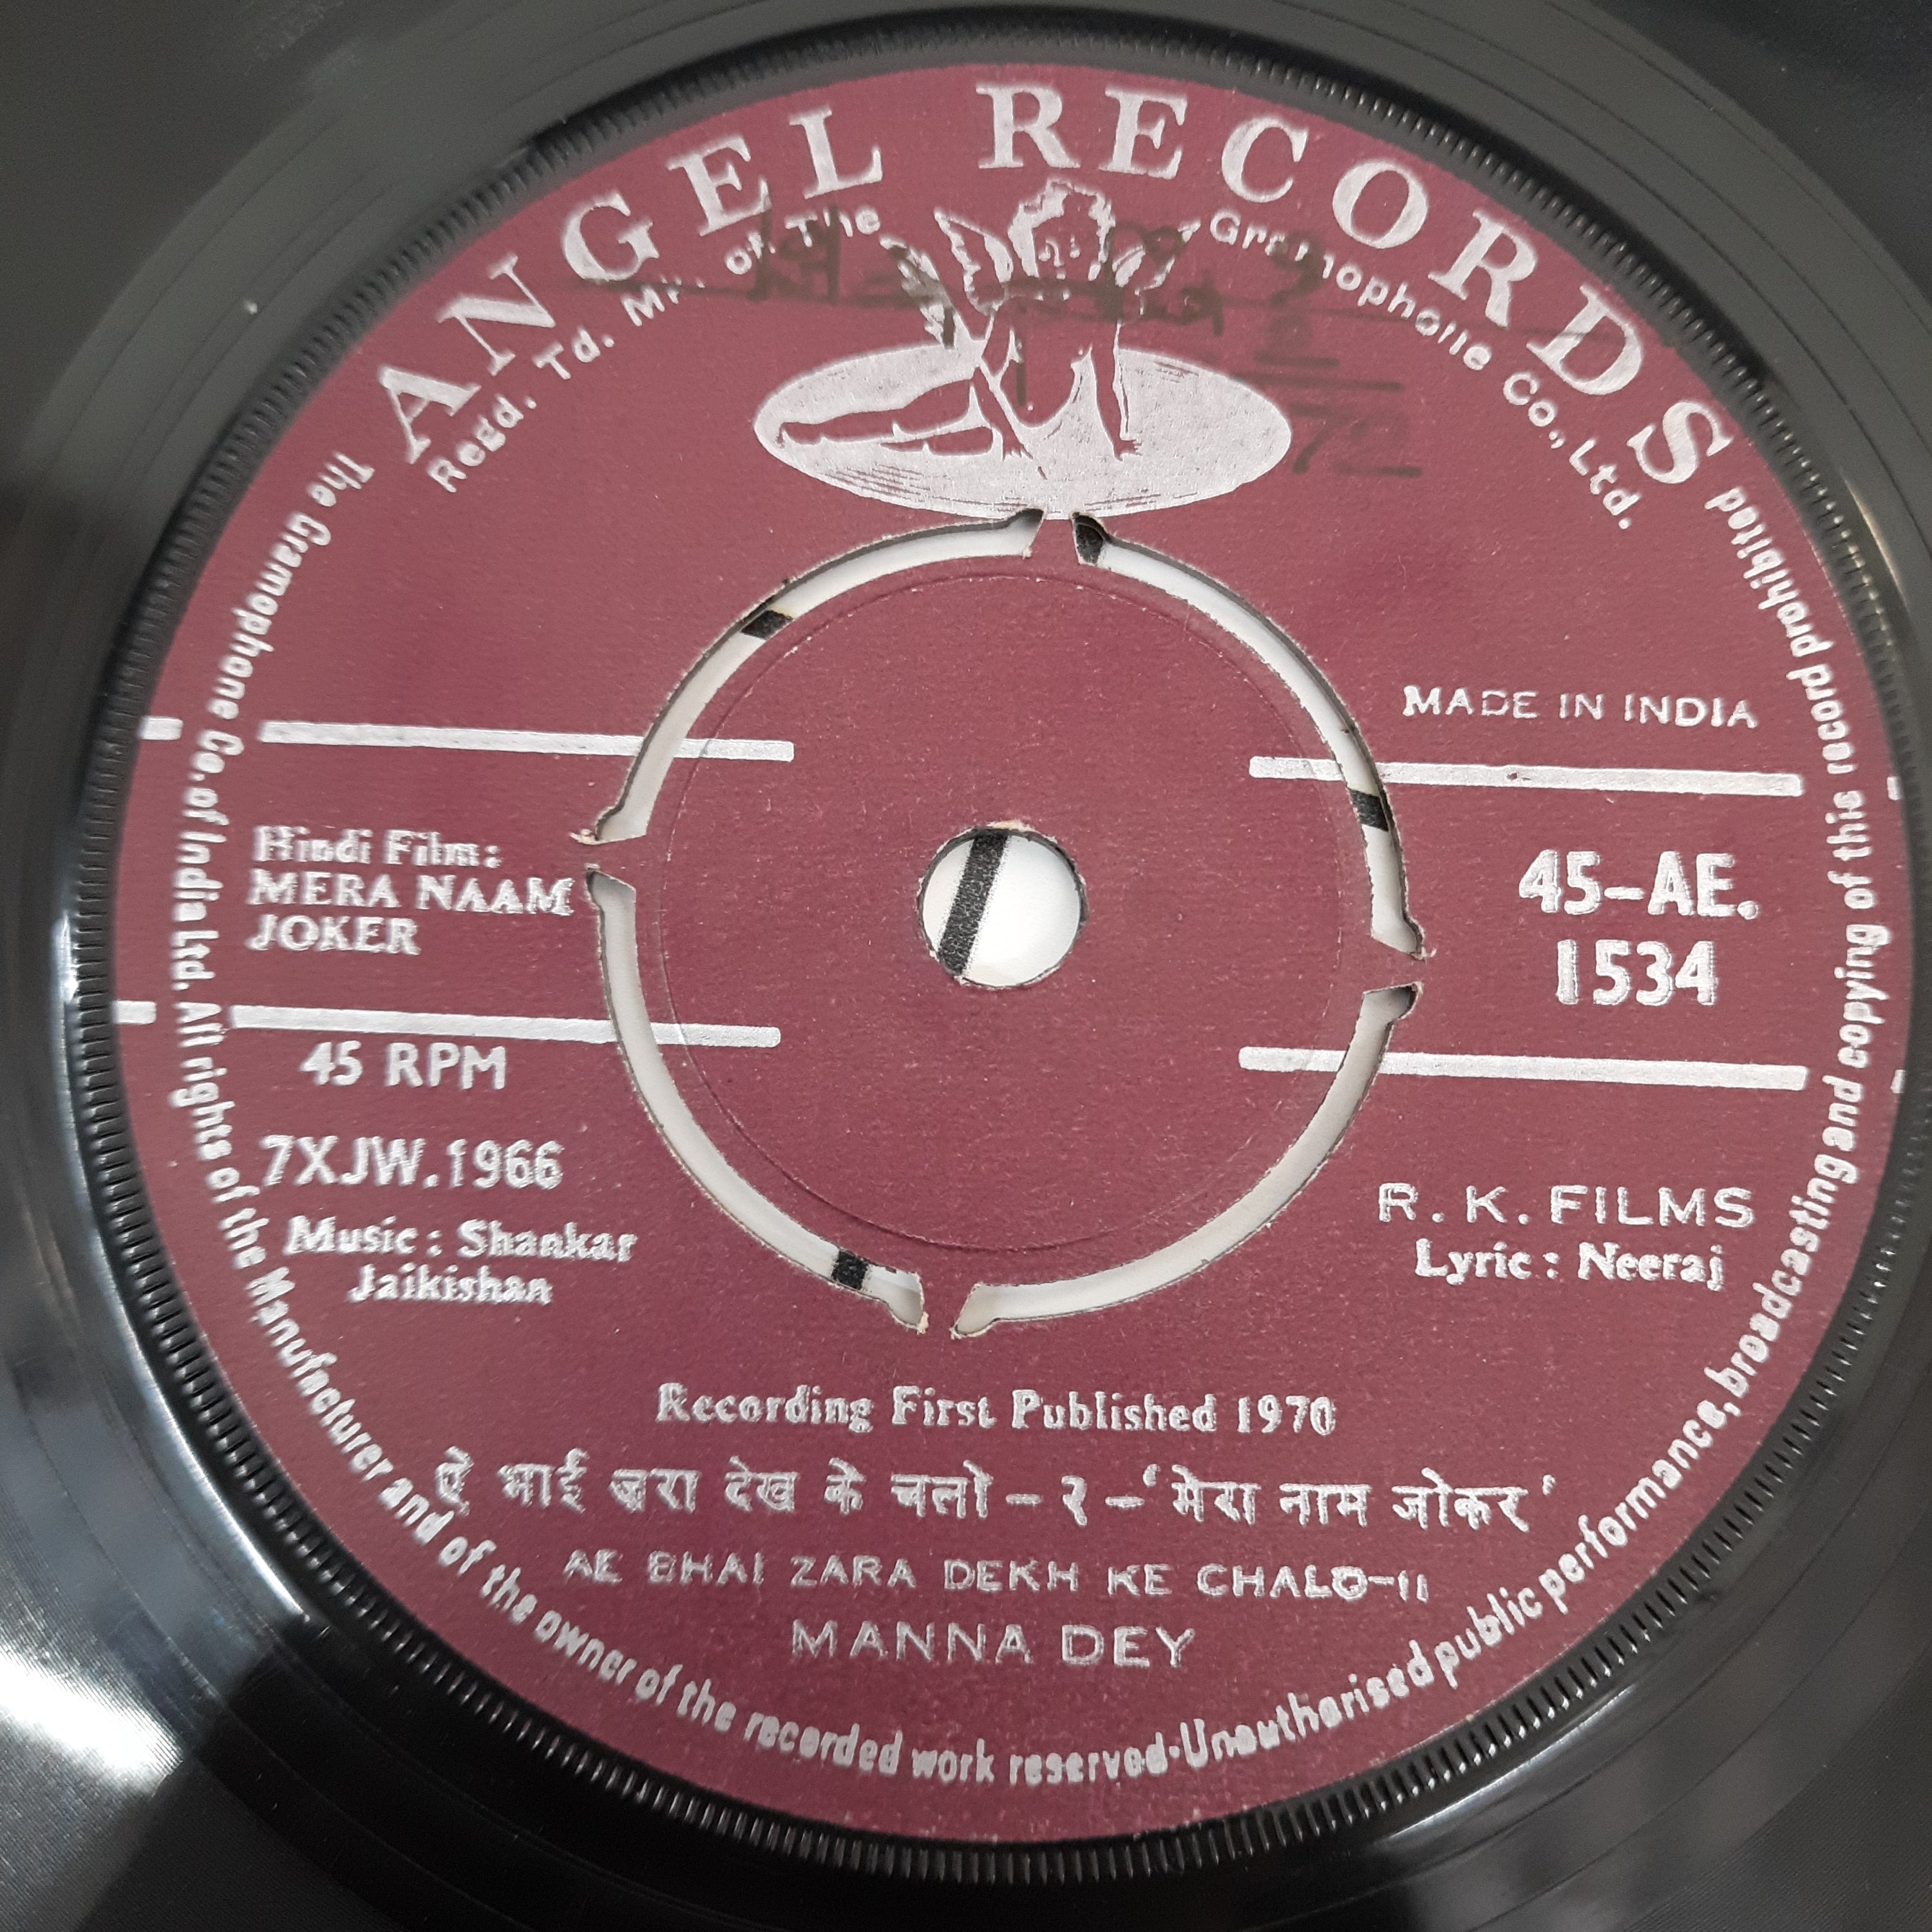 ANGEL RECORDS
Regd. Td. Mk. of The Gramophone Co., Ltd.
The Gramophone Co. of India Ltd. All rights of the Manufacturer and of the owner of the recorded work reserved·Unauthorised public performance, broadcasting and copying of this record prohibited
MADE IN INDIA
Hindi Film:
MERA NAAM
JOKER
45-AE.
1534
45 RPM
7XJW.1966
Music: Shankar
Jaikishan
R. K. FILMS
Lyric: Neeraj
Recording First Published 1970
ऐ भाई ज़रा देख के चलो - २ - ‘मेरा नाम जोकर’
AE BHAI ZARA DEKH KE CHALO-II
MANNA DEY